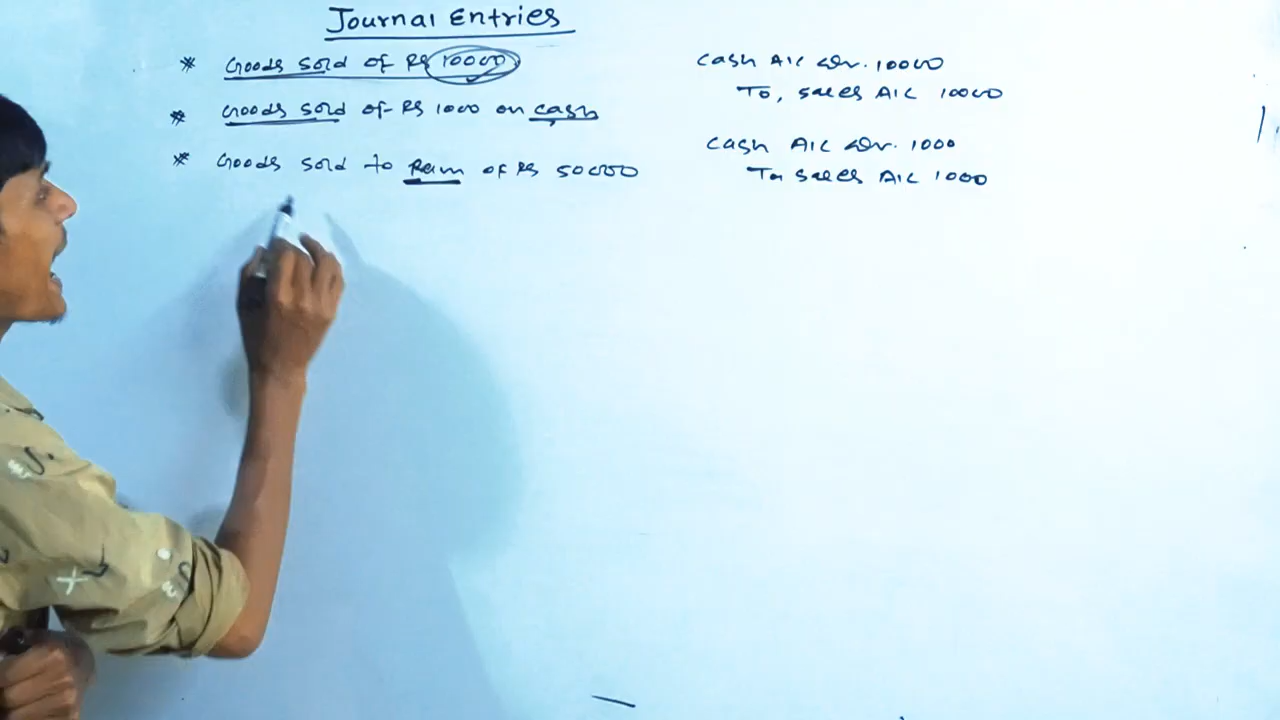 Journal Entries
* Goods sold of Rs 10000
Cash A/c Dr. 10000
To, sales A/c 10000
* Goods sold of Rs 1000 on cash
Cash A/c Dr. 1000
To sales A/c 1000
* Goods sold to Ram of Rs 50000